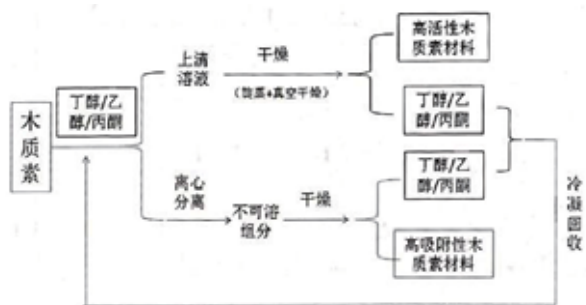 木质素
丁醇/乙
醇/丙酮
上清
溶液
干燥
(旋蒸+真空干燥)
高活性木
质素材料
丁醇/乙
醇/丙酮
离心
分离
不可溶
组分
干燥
丁醇/乙
醇/丙酮
高吸附性木
质素材料
冷凝回收